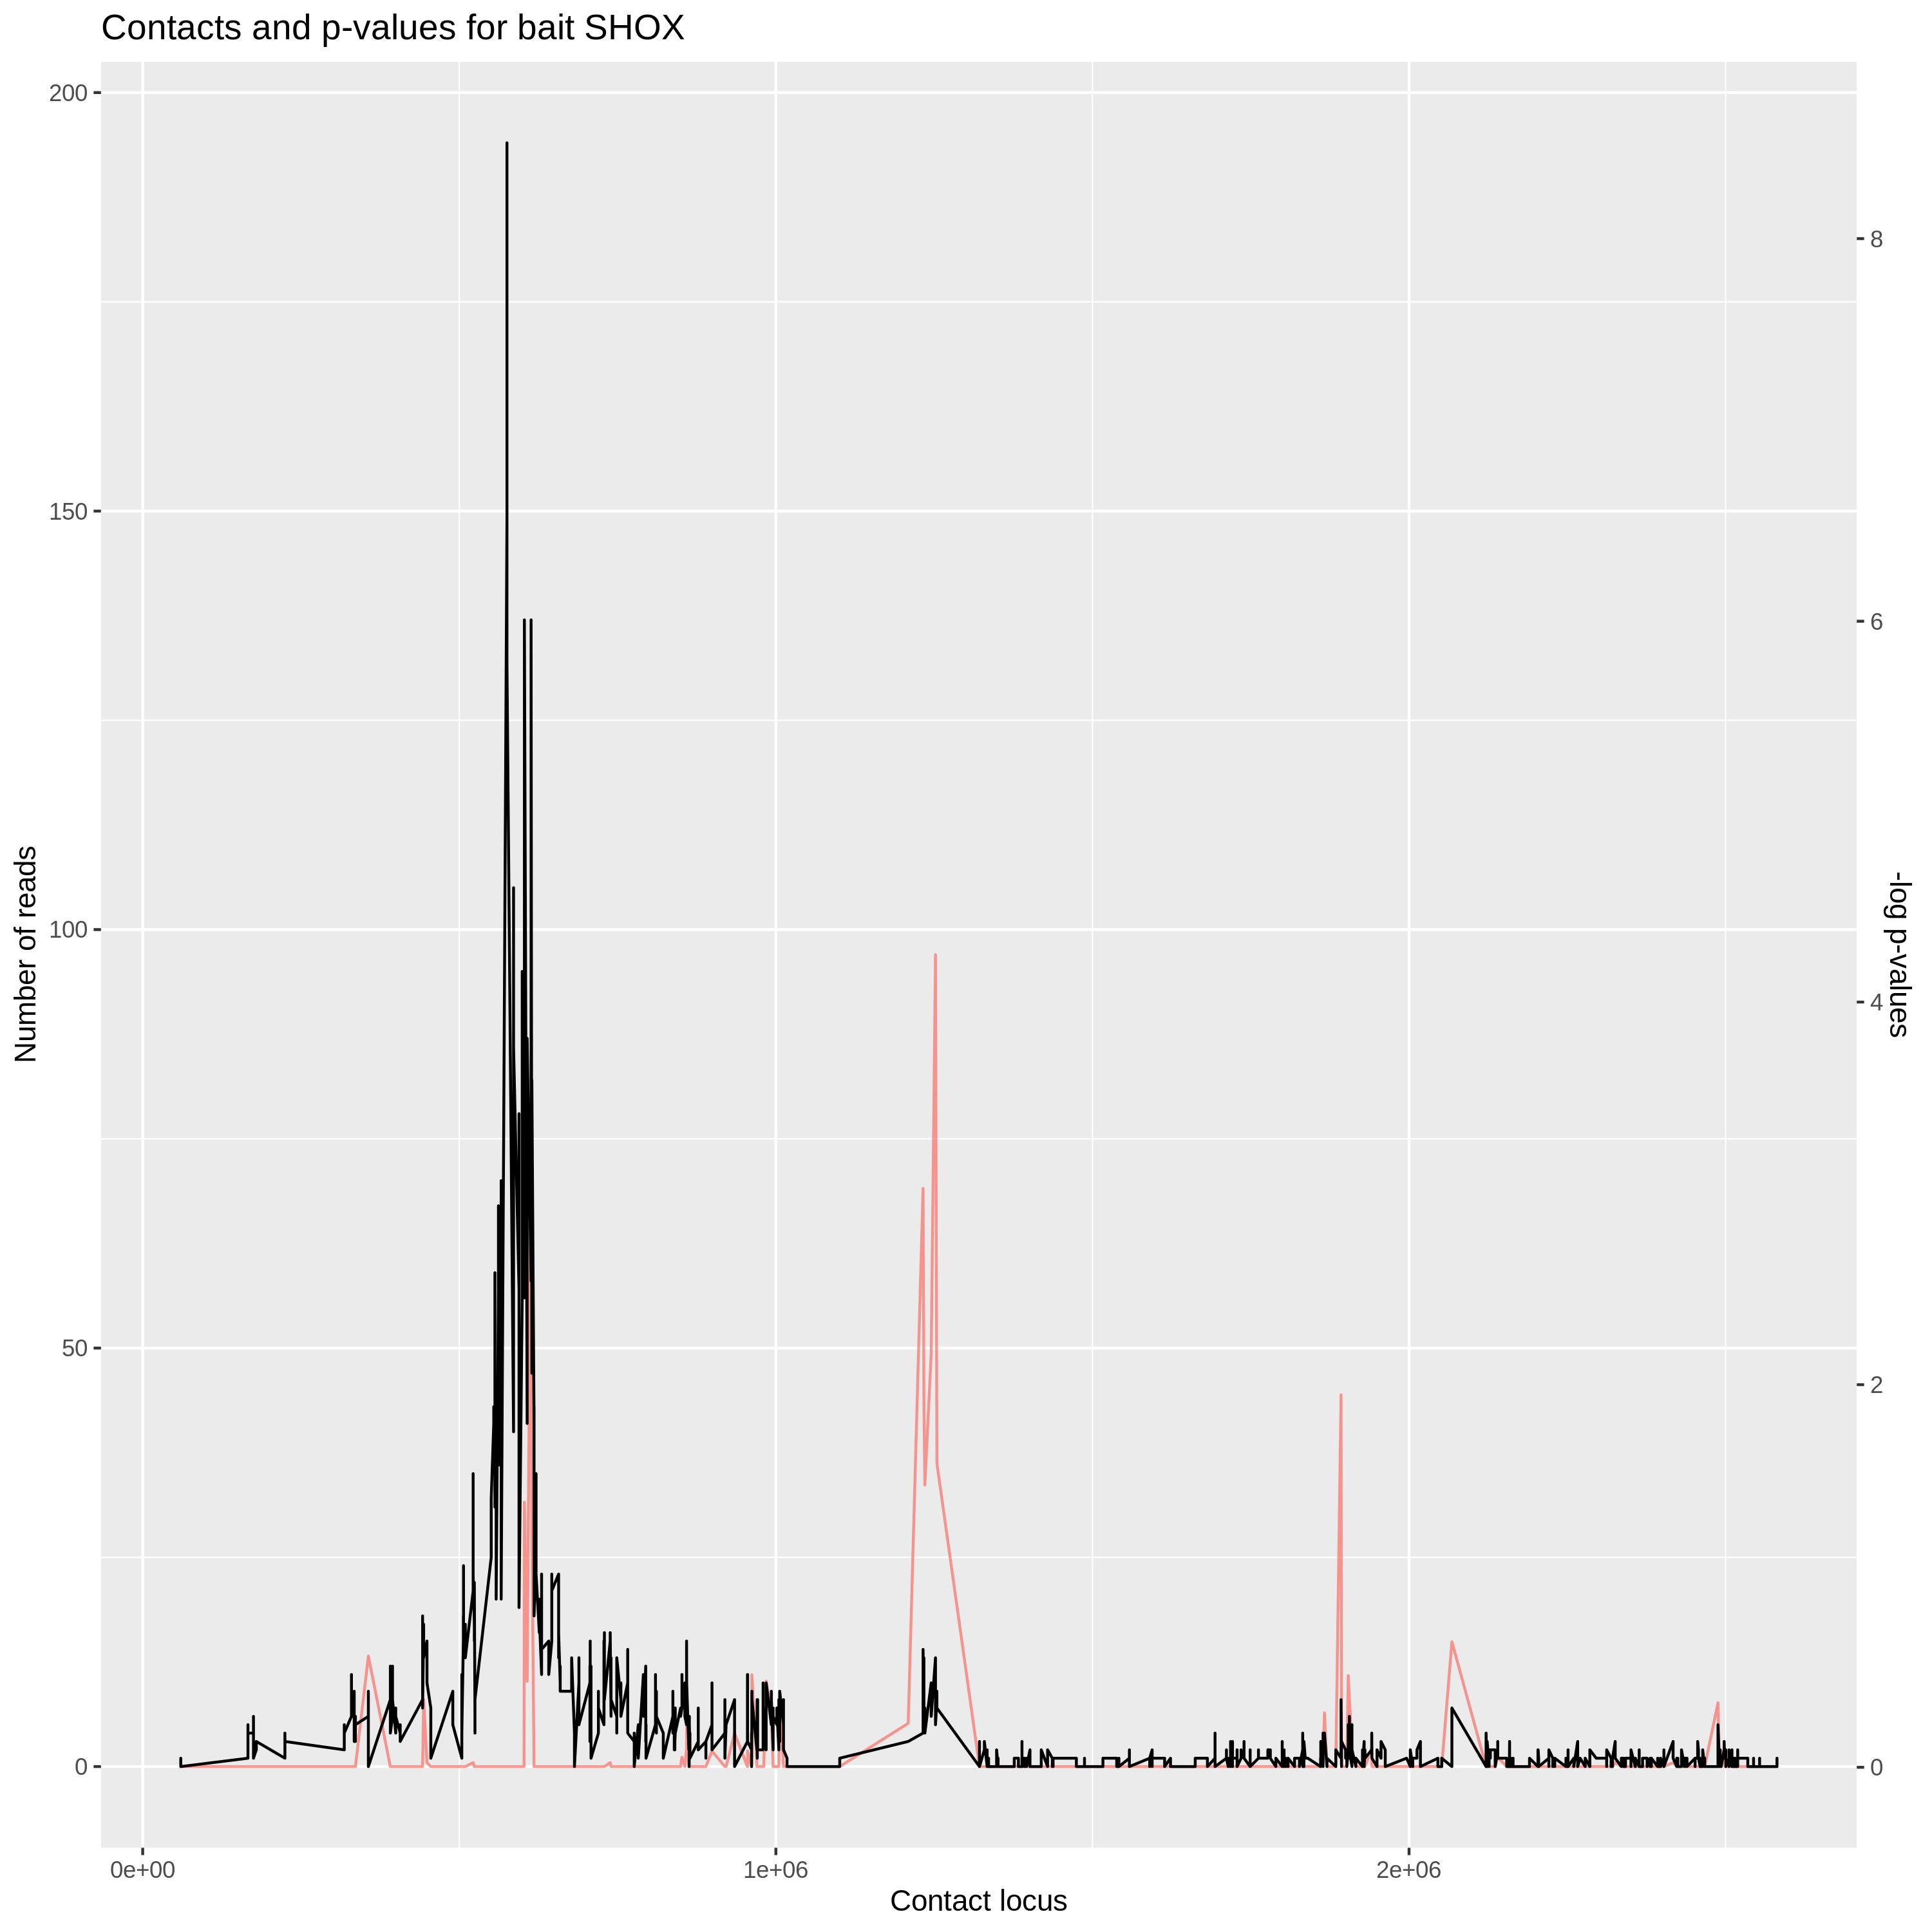 Contacts and p-values for bait SHOX
200
150
100
50
0
Number of reads
8
6
4
2
0
-log p-values
0e+00
1e+06
2e+06
Contact locus